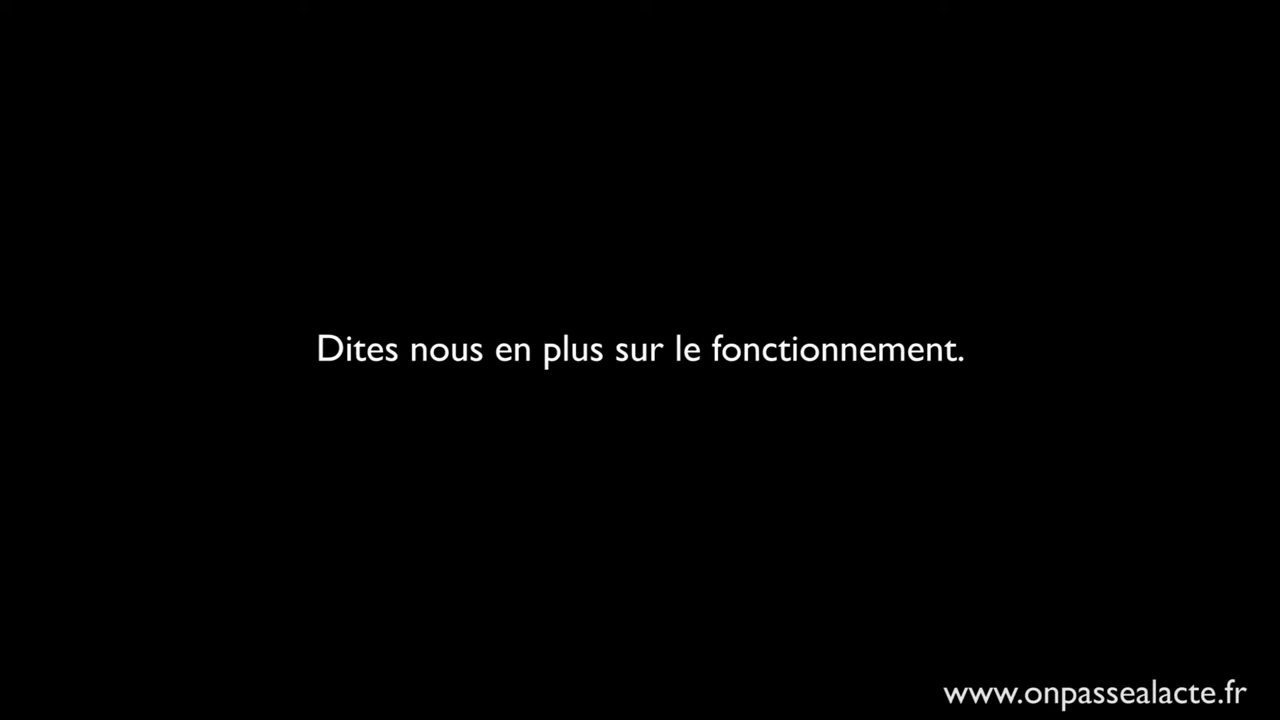 Dites nous en plus sur le fonctionnement.
www.onpassealacte.fr